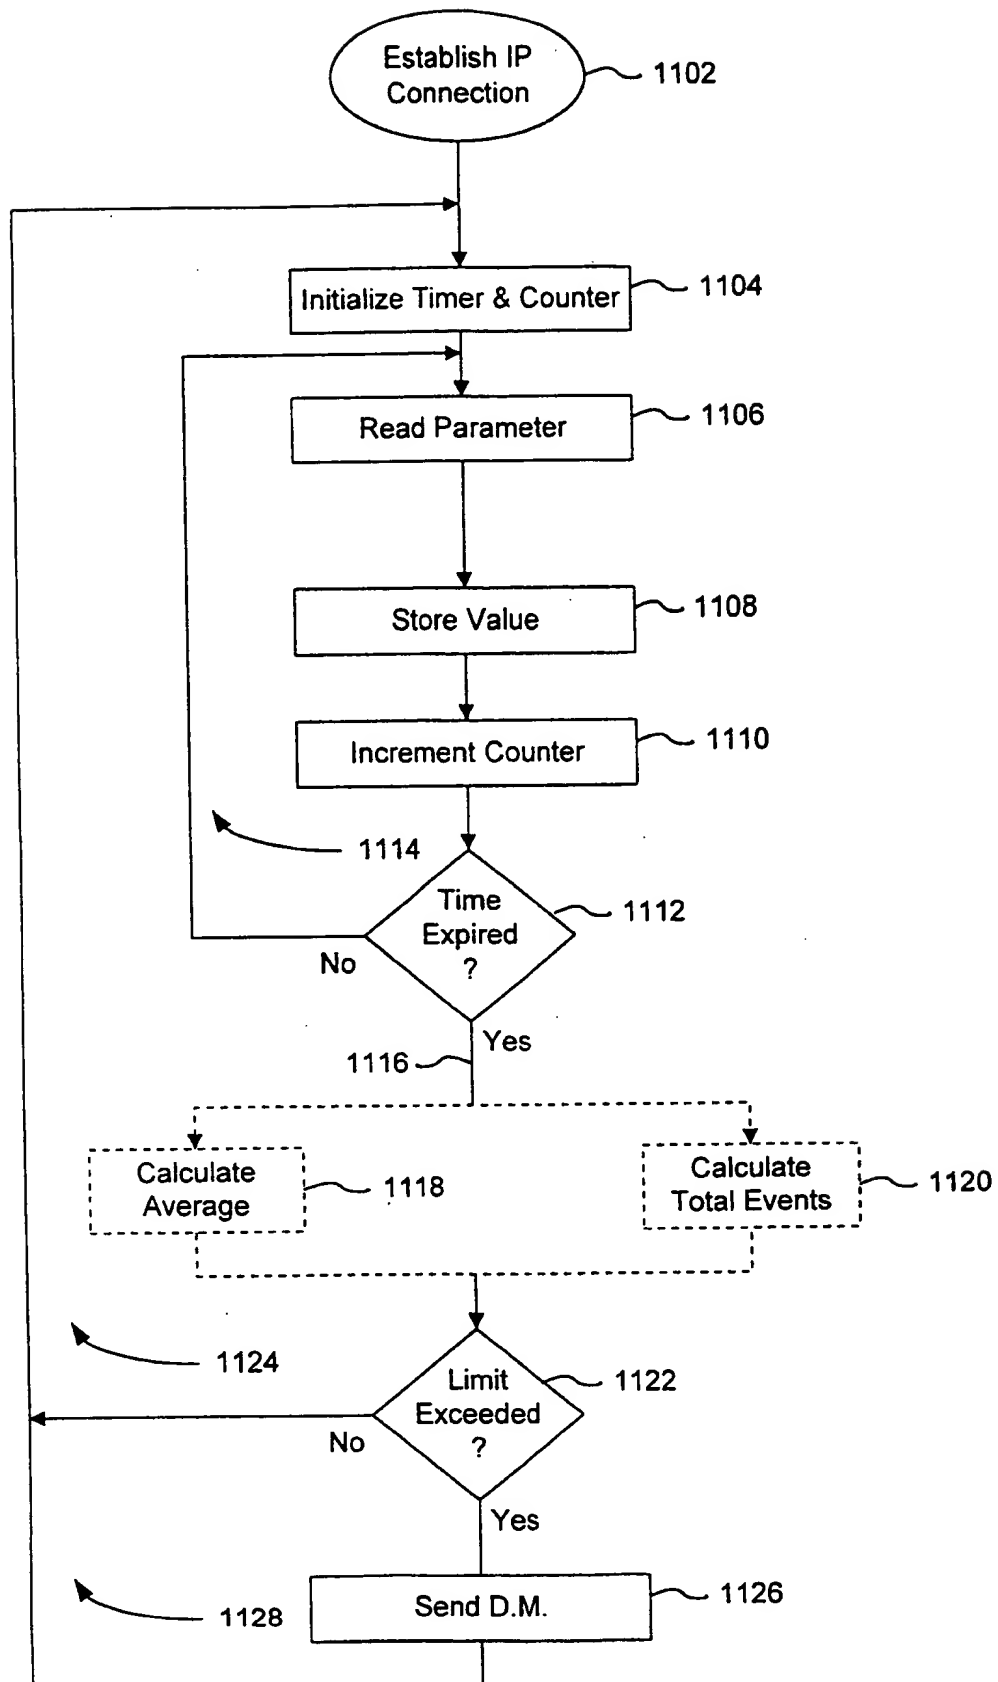 Establish IP
Connection
1102
Initialize Timer & Counter
1104
Read Parameter
1106
Store Value
1108
Increment Counter
1110
1114
Time
Expired
?
1112
No
Yes
1116
Calculate
Average
1118
Calculate
Total Events
1120
1124
Limit
Exceeded
?
1122
No
Yes
Send D.M.
1126
1128